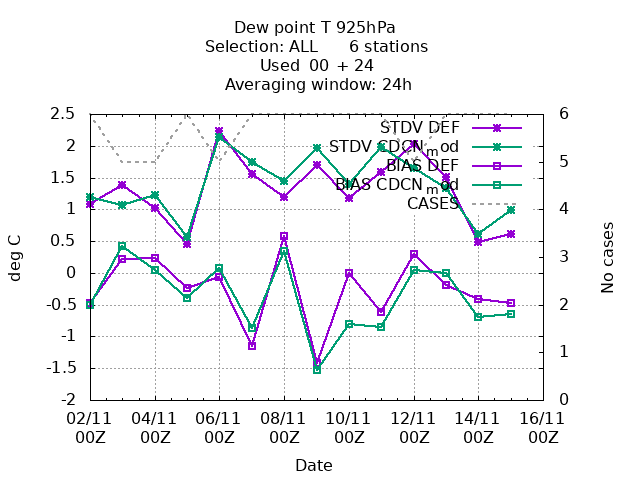 Dew point T 925hPa
Selection: ALL 6 stations
Used 00 + 24
Averaging window: 24h
2.5
2
1.5
1
0.5
0
-0.5
-1
-1.5
-2
deg C
STDV DEF
STDV CDCN_mod
BIAS DEF
BIAS CDCN_mod
CASES
6
5
4
3
2
1
0
No cases
02/11 04/11 06/11 08/11 10/11 12/11 14/11 16/11
00Z 00Z 00Z 00Z 00Z 00Z 00Z 00Z
Date